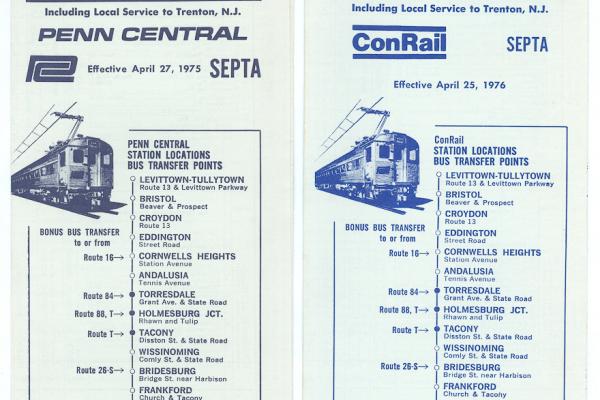 Including Local Service to Trenton, N.J.
PENN CENTRAL
Effective April 27, 1975 SEPTA
PENN CENTRAL
STATION LOCATIONS
BUS TRANSFER POINTS
LEVITTOWN-TULLYTOWN
Route 13 & Levittown Parkway
BRISTOL
Beaver & Prospect
CROYDON
Route 13
BONUS BUS TRANSFER
to or from
EDDINGTON
Street Road
Route 16→ CORNWELLS HEIGHTS
Station Avenue
ANDALUSIA
Tennis Avenue
Route 84→ TORRESDALE
Grant Ave. & State Road
Route 88, T→ HOLMESBURG JCT.
Rhawn and Tulip
Route T→ TACONY
Disston St. & State Road
WISSINOMING
Comly St. & State Road
Route 26-S→ BRIDESBURG
Bridge St. near Harbison
FRANKFORD
Church & Tacony
Including Local Service to Trenton, N.J.
ConRail SEPTA
Effective April 25, 1976
ConRail
STATION LOCATIONS
BUS TRANSFER POINTS
LEVITTOWN-TULLYTOWN
Route 13 & Levittown Parkway
BRISTOL
Beaver & Prospect
CROYDON
Route 13
BONUS BUS TRANSFER
to or from
EDDINGTON
Street Road
Route 16→ CORNWELLS HEIGHTS
Station Avenue
ANDALUSIA
Tennis Avenue
Route 84→ TORRESDALE
Grant Ave. & State Road
Route 88, T→ HOLMESBURG JCT.
Rhawn and Tulip
Route T→ TACONY
Disston St. & State Road
WISSINOMING
Comly St. & State Road
Route 26-S→ BRIDESBURG
Bridge St. near Harbison
FRANKFORD
Church & Tacony